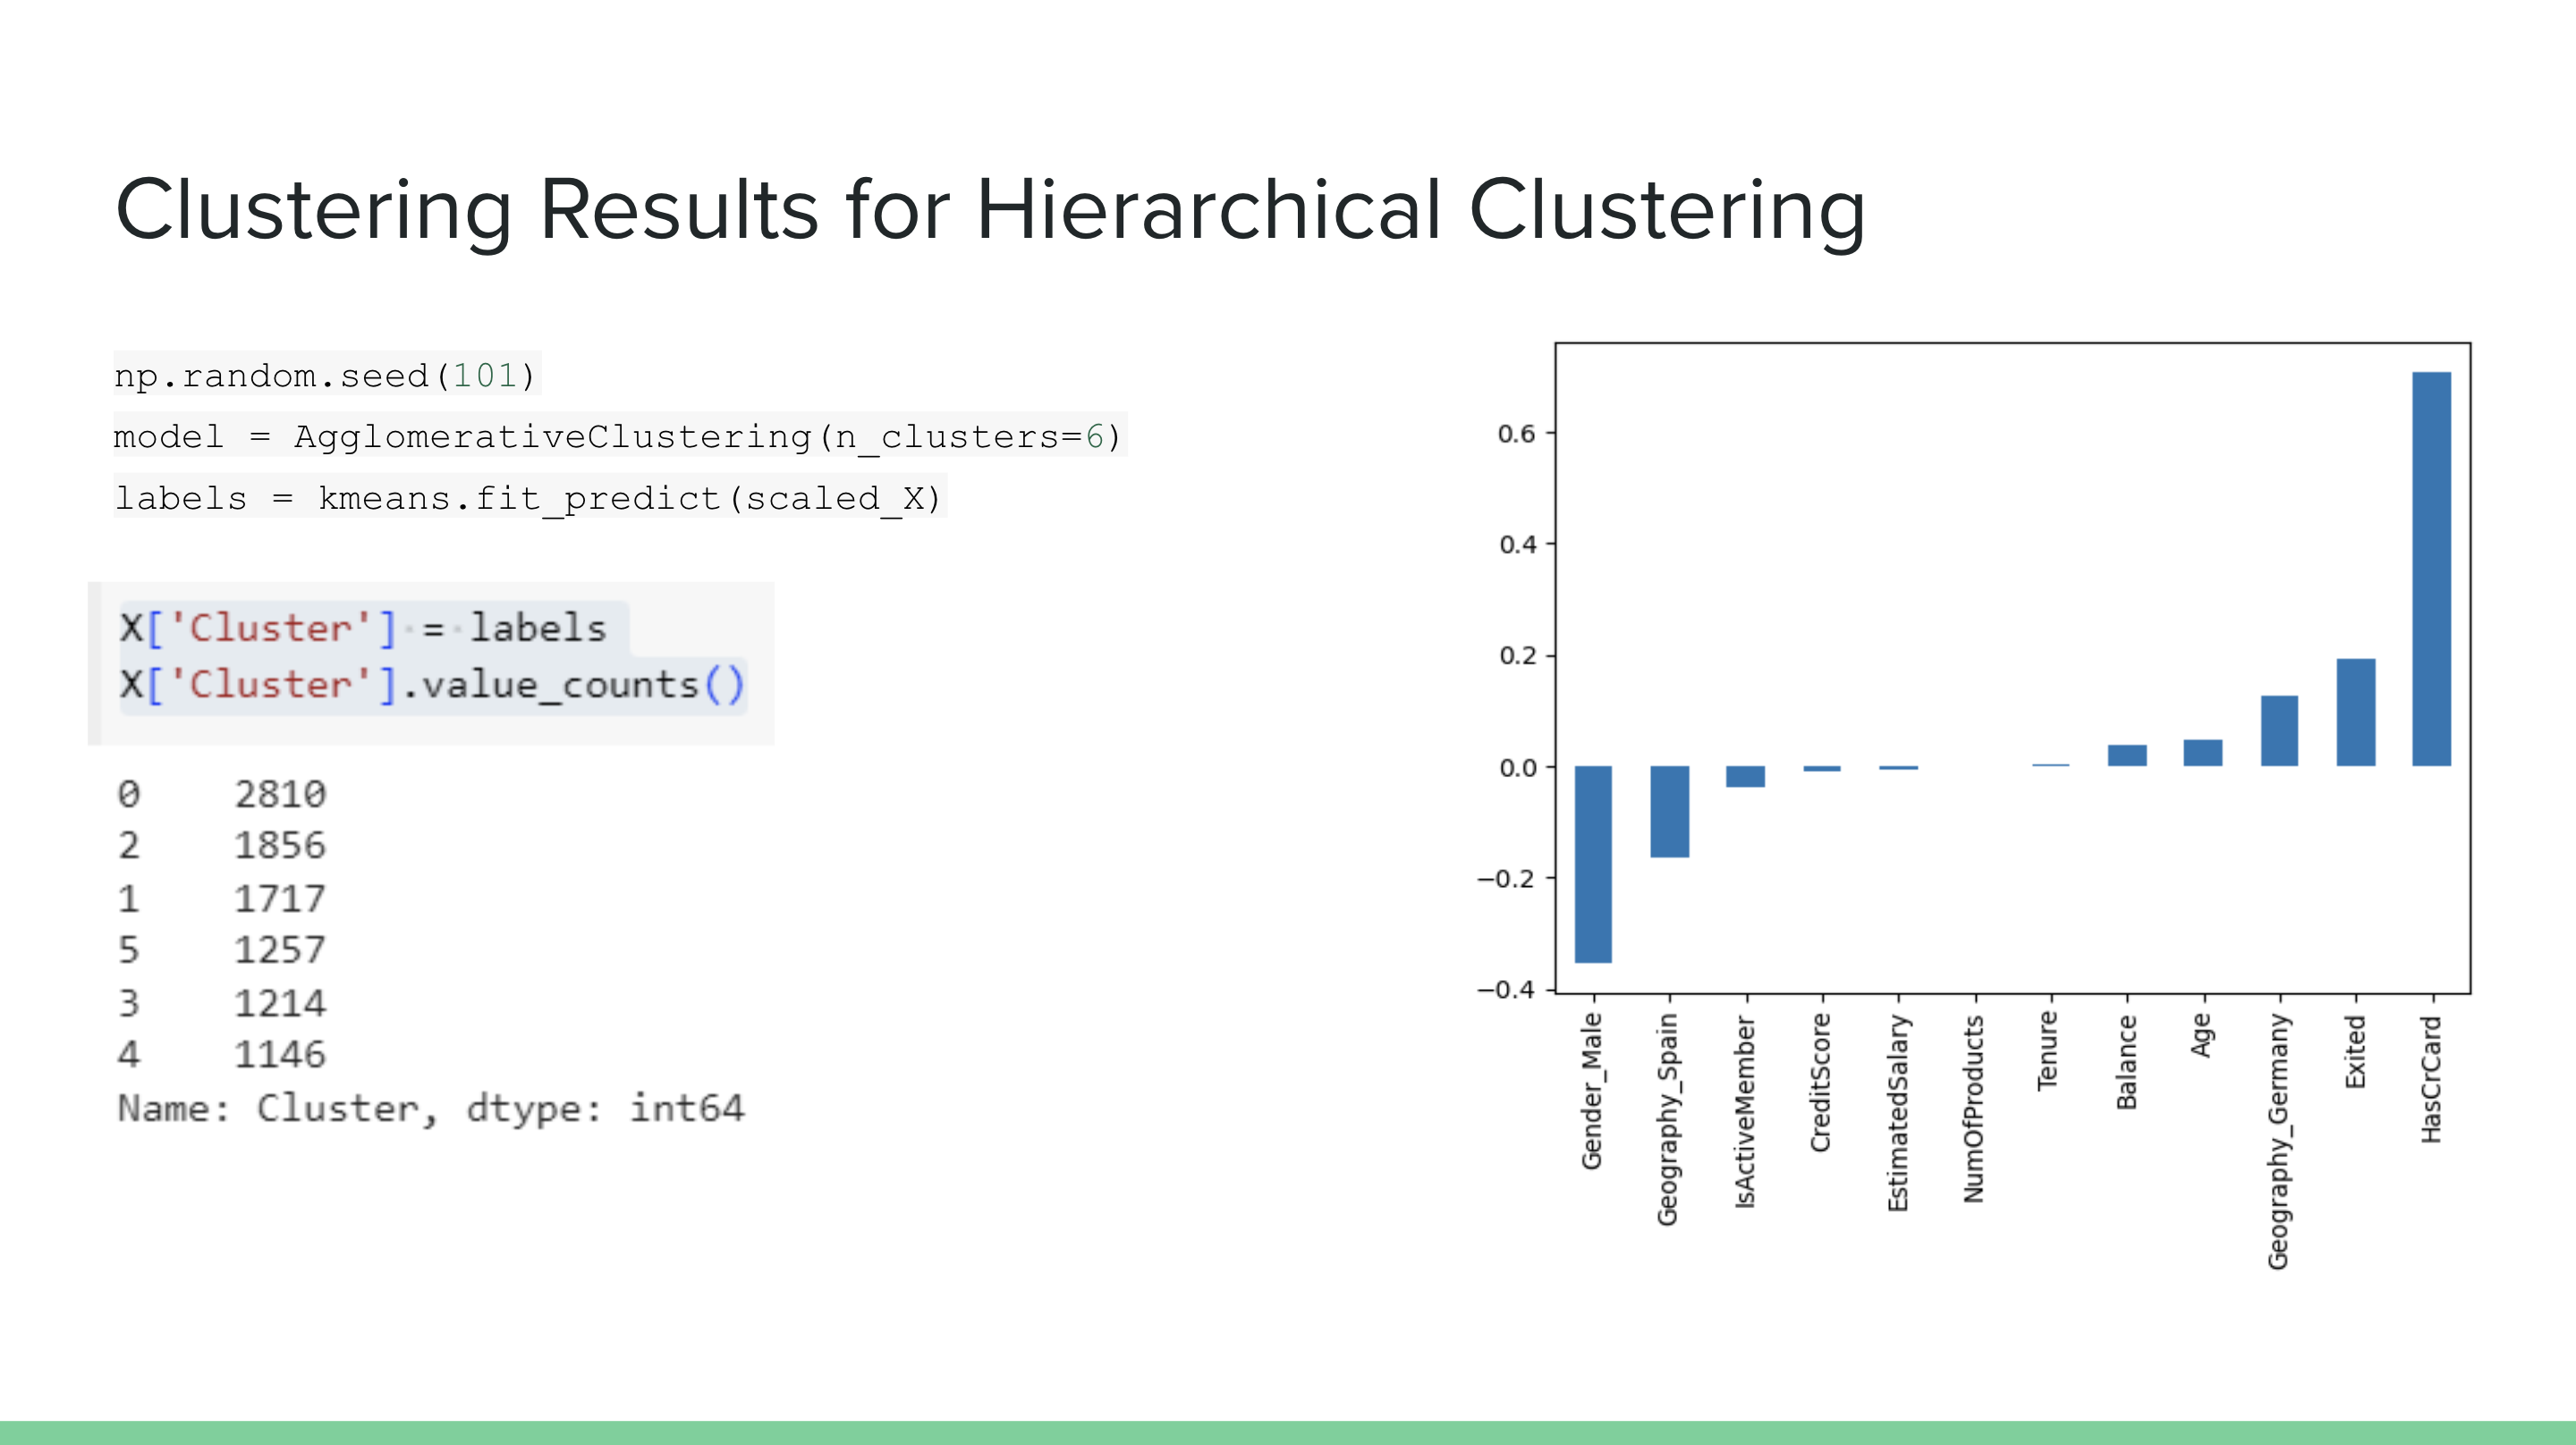 Clustering Results for Hierarchical Clustering
np.random.seed(101)
model = AgglomerativeClustering(n_clusters=6)
labels = kmeans.fit_predict(scaled_X)
X['Cluster'] = labels
X['Cluster'].value_counts()
0 2810
2 1856
1 1717
5 1257
3 1214
4 1146
Name: Cluster, dtype: int64
0.6
0.4
0.2
0.0
−0.2
−0.4
Gender_Male
Geography_Spain
IsActiveMember
CreditScore
EstimatedSalary
NumOfProducts
Tenure
Balance
Age
Geography_Germany
Exited
HasCrCard